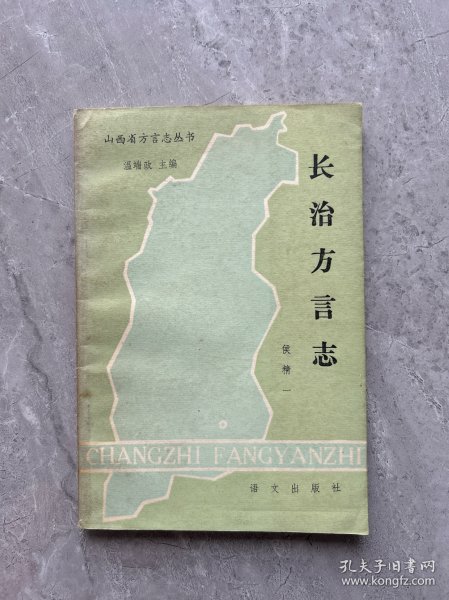 山西省方言志丛书
温端政 主编
长治方言志
侯精一
CHANGZHI FANGYANZHI
语文出版社
孔夫子旧书网
www.kongfz.com